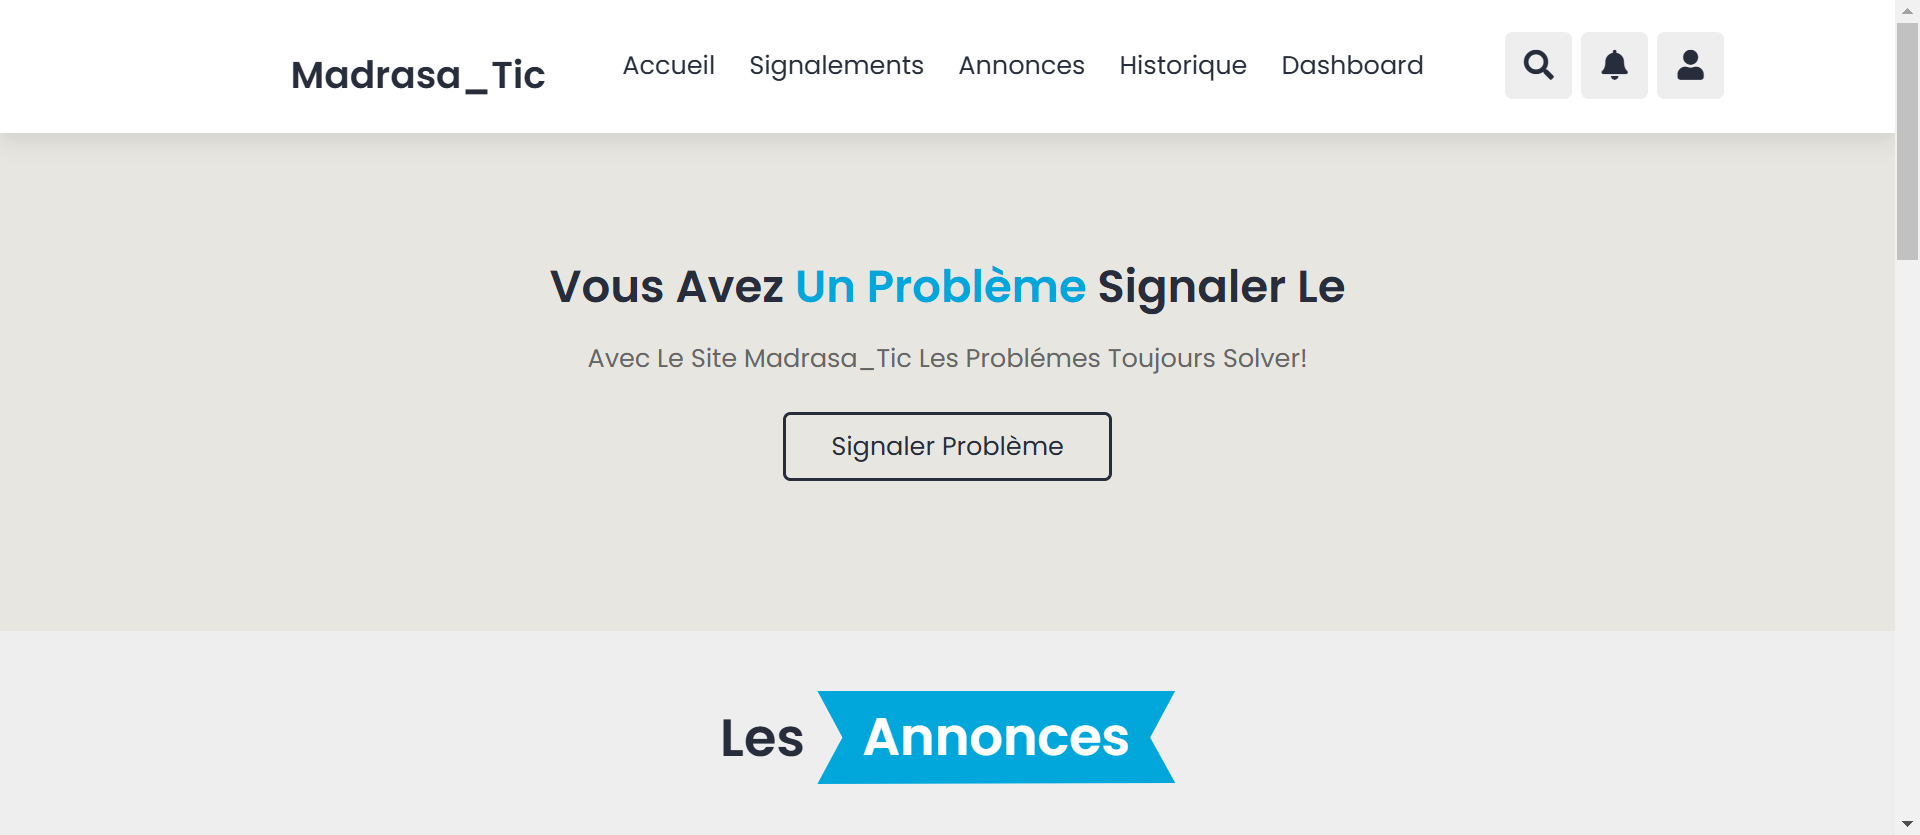 Madrasa_Tic
Accueil Signalements Annonces Historique Dashboard
Vous Avez Un Problème Signaler Le
Avec Le Site Madrasa_Tic Les Problémes Toujours Solver!
Signaler Problème
Les Annonces